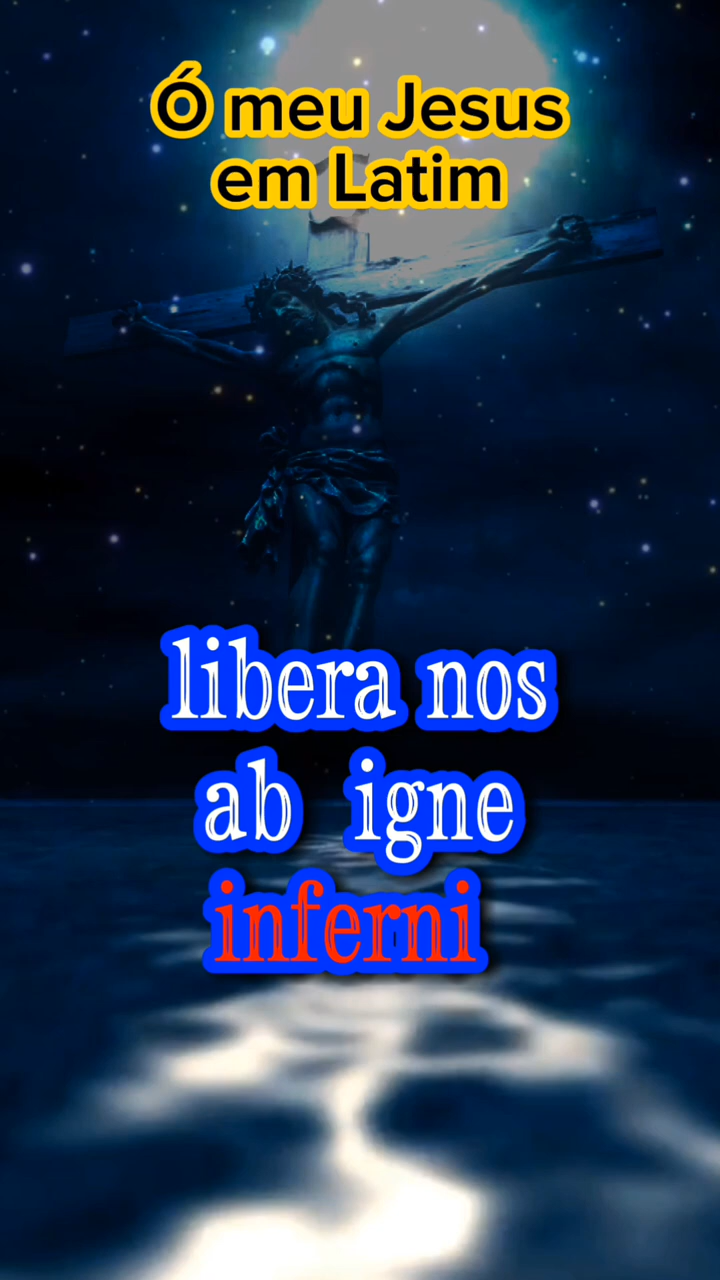 Ó meu Jesus
em Latim
libera nos
ab igne
inferni